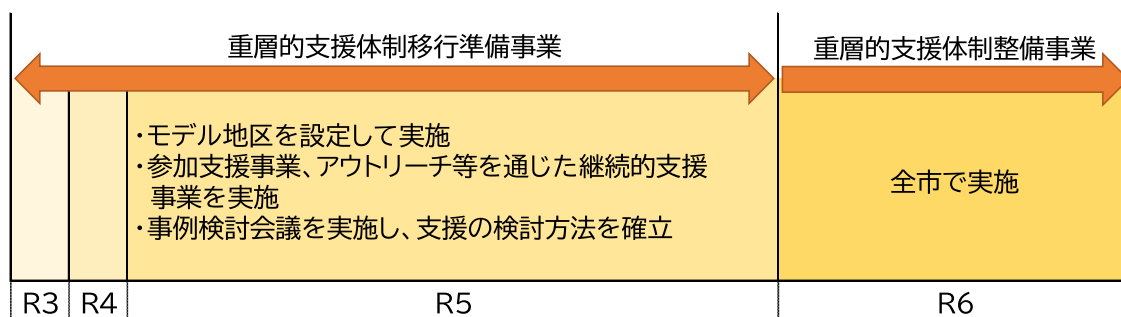 重層的支援体制移行準備事業
重層的支援体制整備事業
・モデル地区を設定して実施
・参加支援事業、アウトリーチ等を通じた継続的支援
事業を実施
・事例検討会議を実施し、支援の検討方法を確立
全市で実施
R3
R4
R5
R6